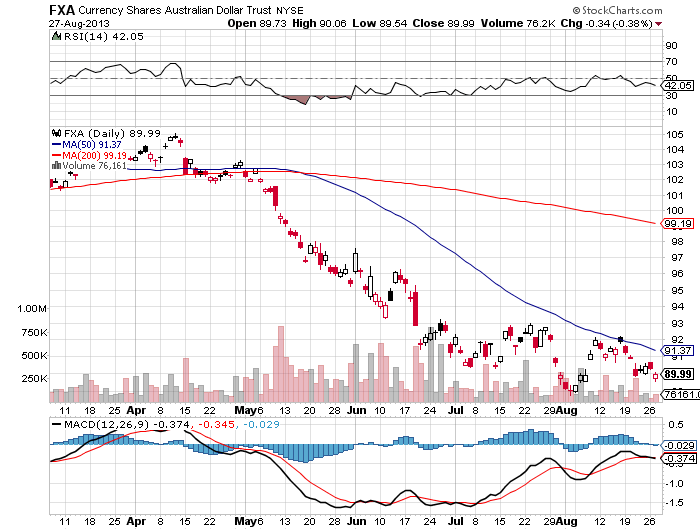 FXA Currency Shares Australian Dollar Trust NYSE © StockCharts.com
27-Aug-2013 Open 89.73 High 90.06 Low 89.54 Close 89.99 Volume 76.2K Chg -0.34 (-0.38%)
RSI(14) 42.05
90
70
50
42.05
30
10
FXA (Daily) 89.99
MA(50) 91.37
MA(200) 99.19
Volume 76,161
105
104
103
102
101
100
99.19
98
97
96
95
94
93
92
91.37
89.99
76161.0
1.00M
750K
500K
250K
11 18 25 Apr 8 15 22 May 6 13 20 28 Jun 10 17 24 Jul 8 15 22 29 Aug 12 19 26
MACD(12,26,9) -0.374, -0.345, -0.029
0.5
-0.029
-0.374
-1.0
-1.5
11 18 25 Apr 8 15 22 May 6 13 20 28 Jun 10 17 24 Jul 8 15 22 29 Aug 12 19 26